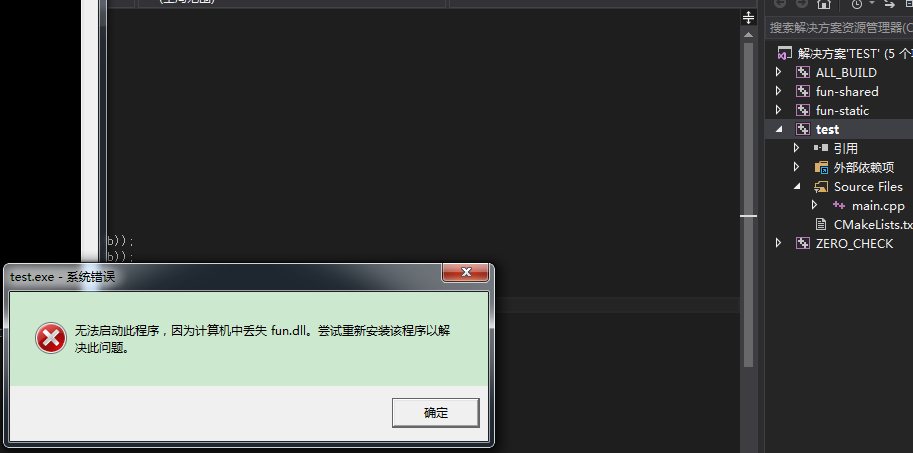 搜索解决方案资源管理器(C
解决方案'TEST' (5 个
ALL_BUILD
fun-shared
fun-static
test
引用
外部依赖项
Source Files
main.cpp
CMakeLists.tx
ZERO_CHECK
b));
b));
test.exe - 系统错误
无法启动此程序，因为计算机中丢失 fun.dll。尝试重新安装该程序以解
决此问题。
确定